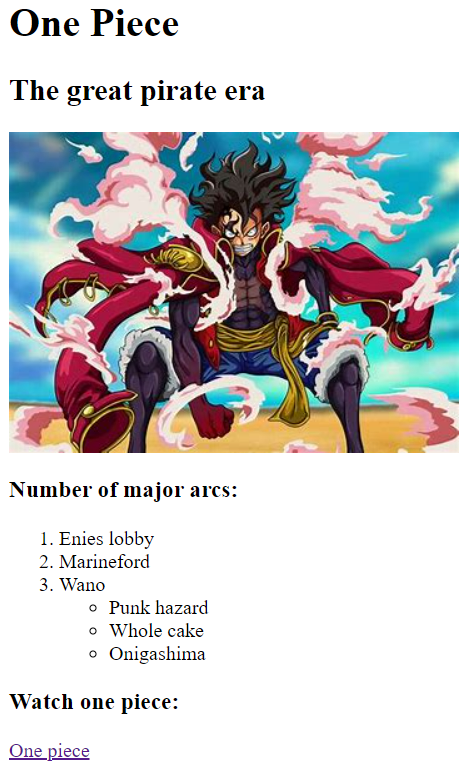 One Piece
The great pirate era
Number of major arcs:
1. Enies lobby
2. Marineford
3. Wano
○ Punk hazard
○ Whole cake
○ Onigashima
Watch one piece:
One piece